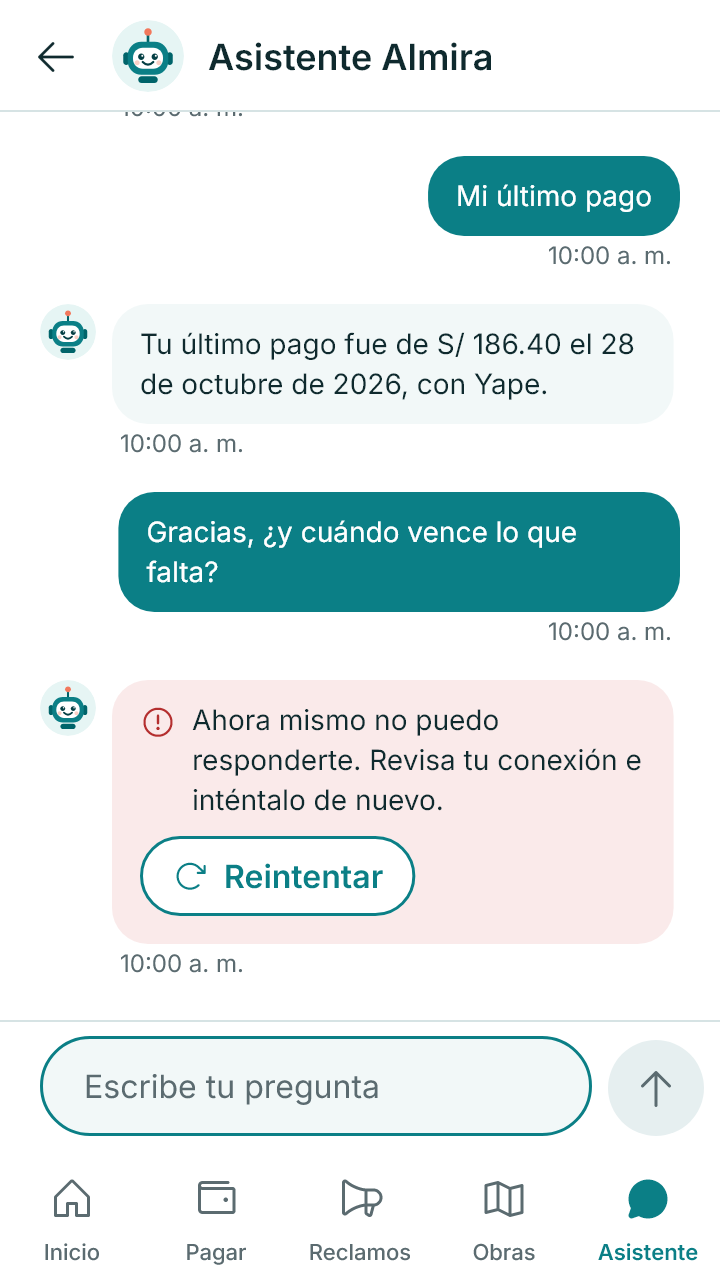 Asistente Almira
10:00 a. m.
Mi último pago
10:00 a. m.
Tu último pago fue de S/ 186.40 el 28
de octubre de 2026, con Yape.
10:00 a. m.
Gracias, ¿y cuándo vence lo que
falta?
10:00 a. m.
Ahora mismo no puedo
responderte. Revisa tu conexión e
inténtalo de nuevo.
Reintentar
10:00 a. m.
Escribe tu pregunta
Inicio
Pagar
Reclamos
Obras
Asistente